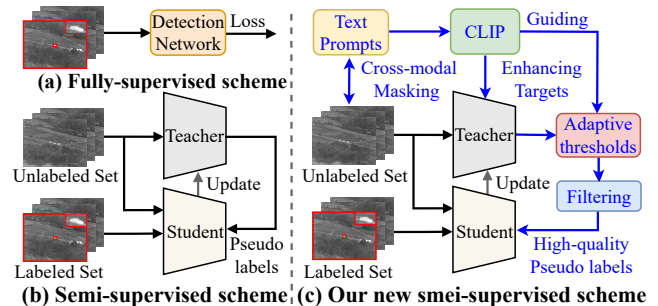 Detection
Network
Loss
(a) Fully-supervised scheme
Unlabeled Set
Teacher
Update
Student
Labeled Set
Pseudo
labels
(b) Semi-supervised scheme
Text
Prompts
CLIP
Guiding
Cross-modal
Masking
Enhancing
Targets
Unlabeled Set
Teacher
Adaptive
thresholds
Update
Filtering
Student
Labeled Set
High-quality
Pseudo labels
(c) Our new smei-supervised scheme